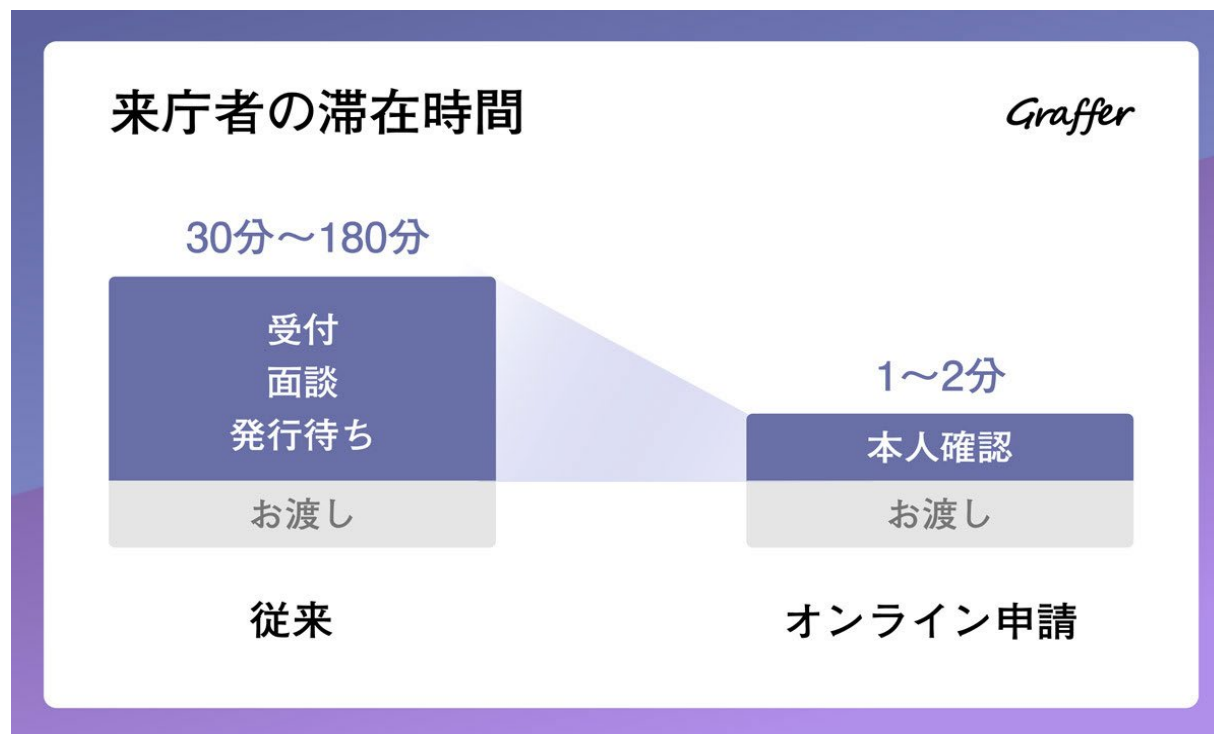 来庁者の滞在時間
Graffer
30分～180分
受付
面談
発行待ち
お渡し
従来
1～2分
本人確認
お渡し
オンライン申請